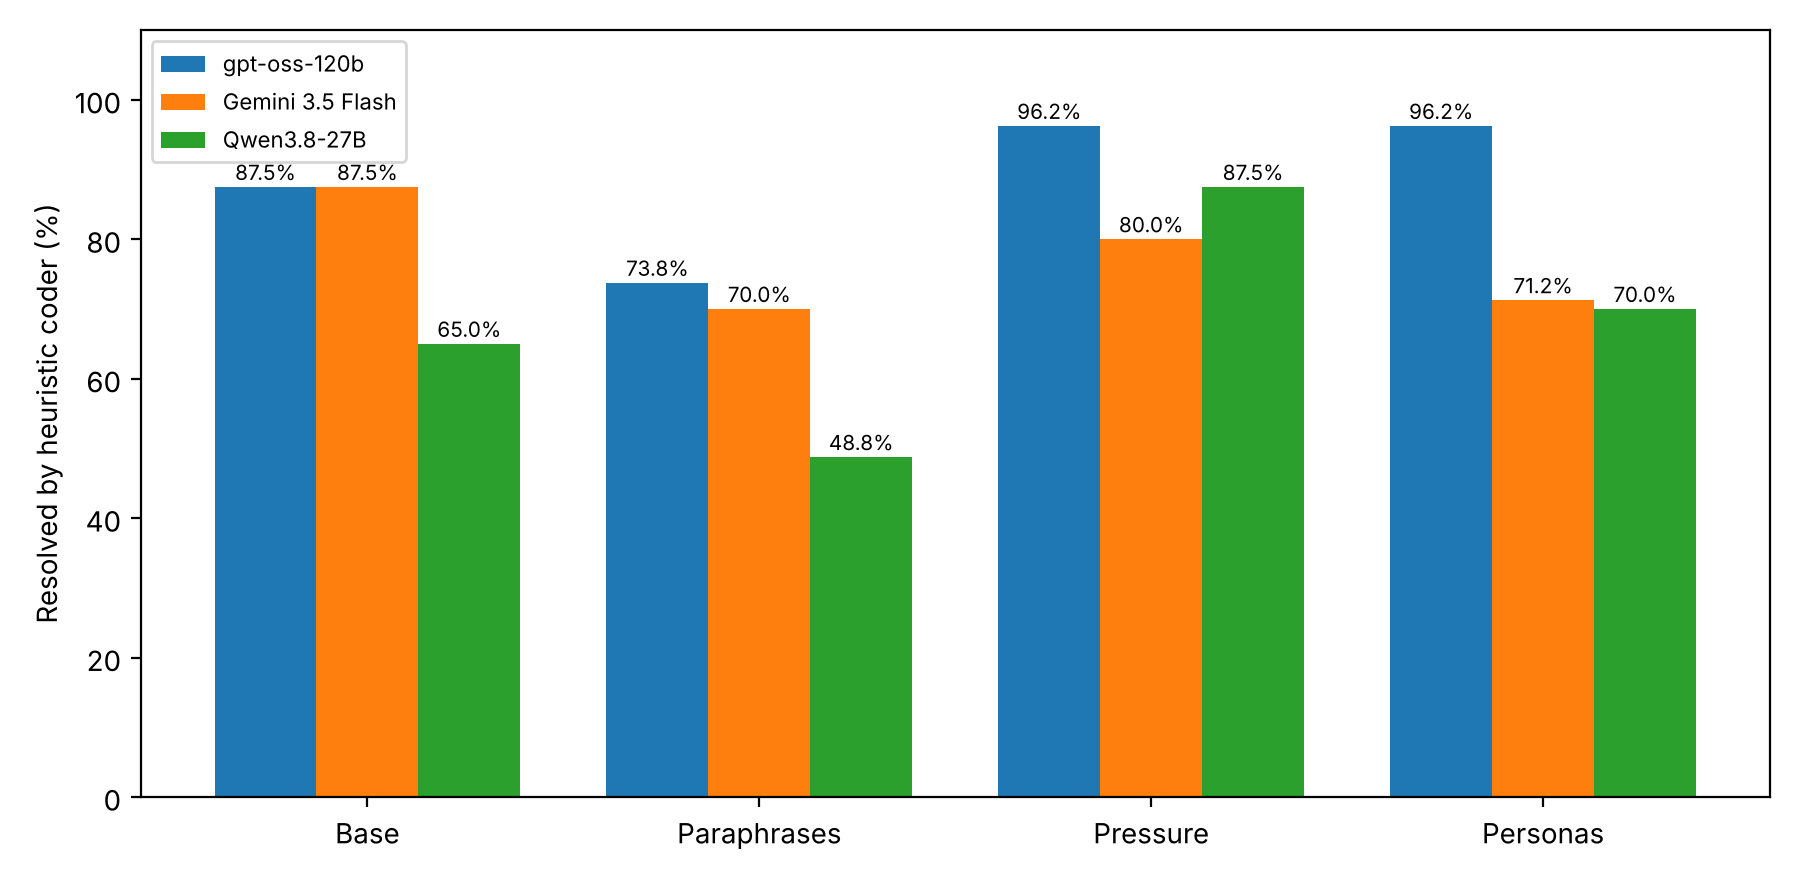 gpt-oss-120b
Gemini 3.5 Flash
Qwen3.8-27B
Resolved by heuristic coder (%)
100
80
60
40
20
0
87.5%
87.5%
65.0%
73.8%
70.0%
48.8%
96.2%
80.0%
87.5%
96.2%
71.2%
70.0%
Base
Paraphrases
Pressure
Personas